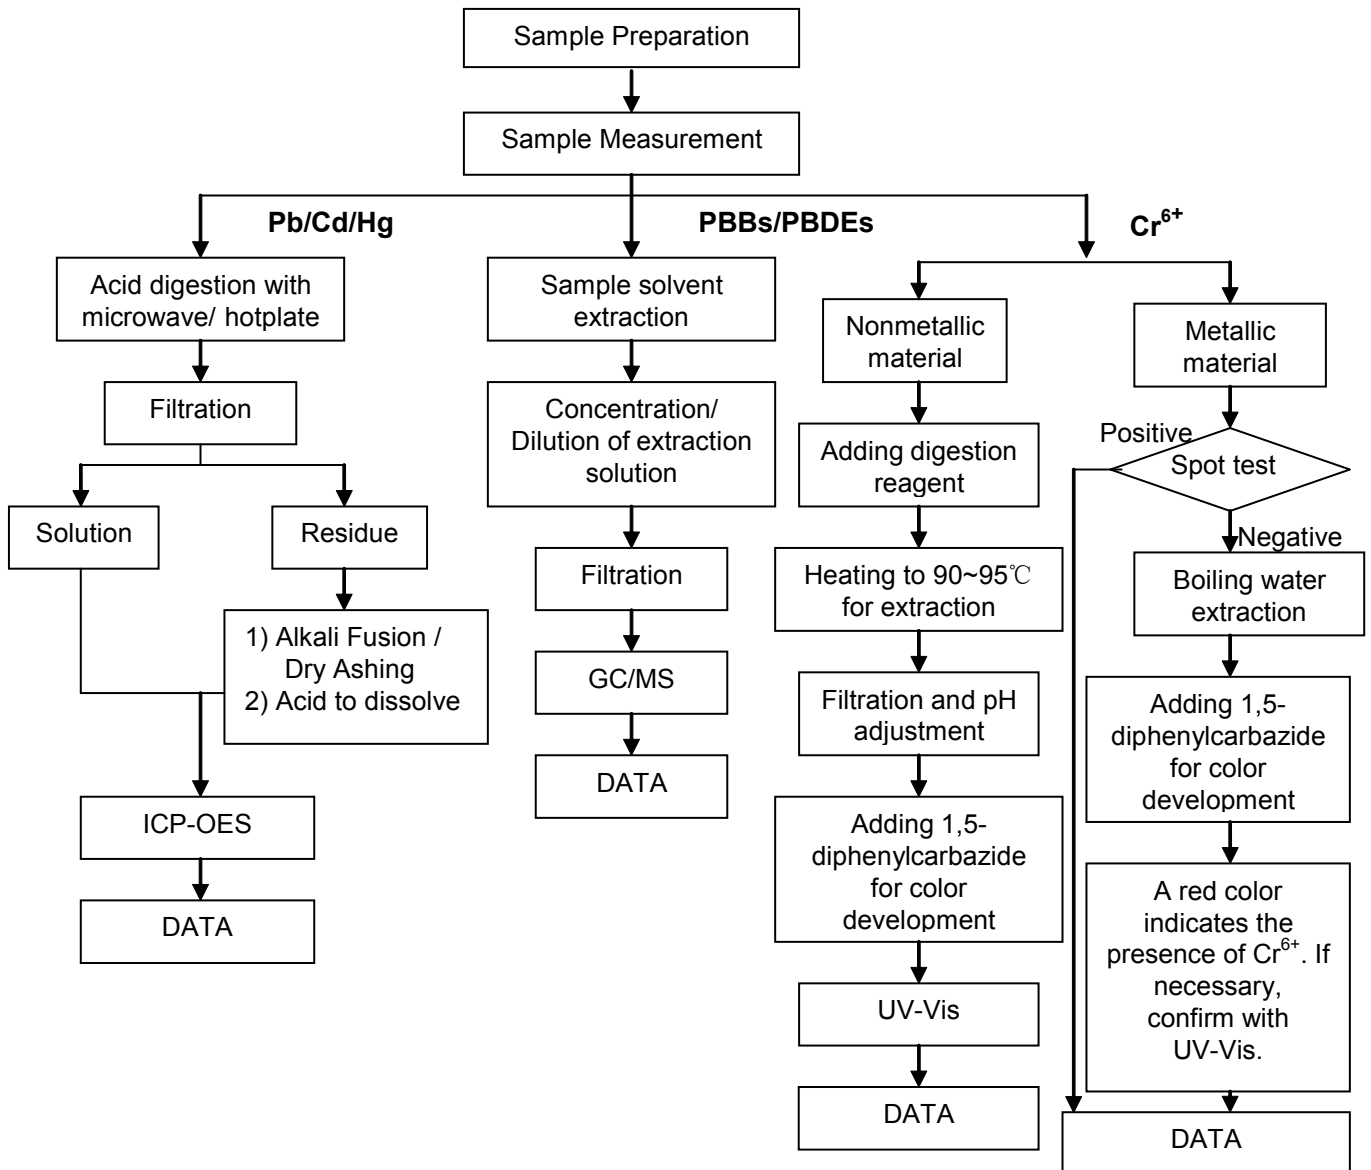 Sample Preparation
Sample Measurement
Pb/Cd/Hg
PBBs/PBDEs
Cr⁶⁺
Acid digestion with
microwave/ hotplate
Filtration
Solution
Residue
1) Alkali Fusion /
Dry Ashing
2) Acid to dissolve
ICP-OES
DATA
Sample solvent
extraction
Concentration/
Dilution of extraction
solution
Filtration
GC/MS
DATA
Nonmetallic
material
Adding digestion
reagent
Heating to 90~95℃
for extraction
Filtration and pH
adjustment
Adding 1,5-
diphenylcarbazide
for color
development
UV-Vis
DATA
Metallic
material
Positive
Spot test
Negative
Boiling water
extraction
Adding 1,5-
diphenylcarbazide
for color
development
A red color
indicates the
presence of Cr⁶⁺. If
necessary,
confirm with
UV-Vis.
DATA